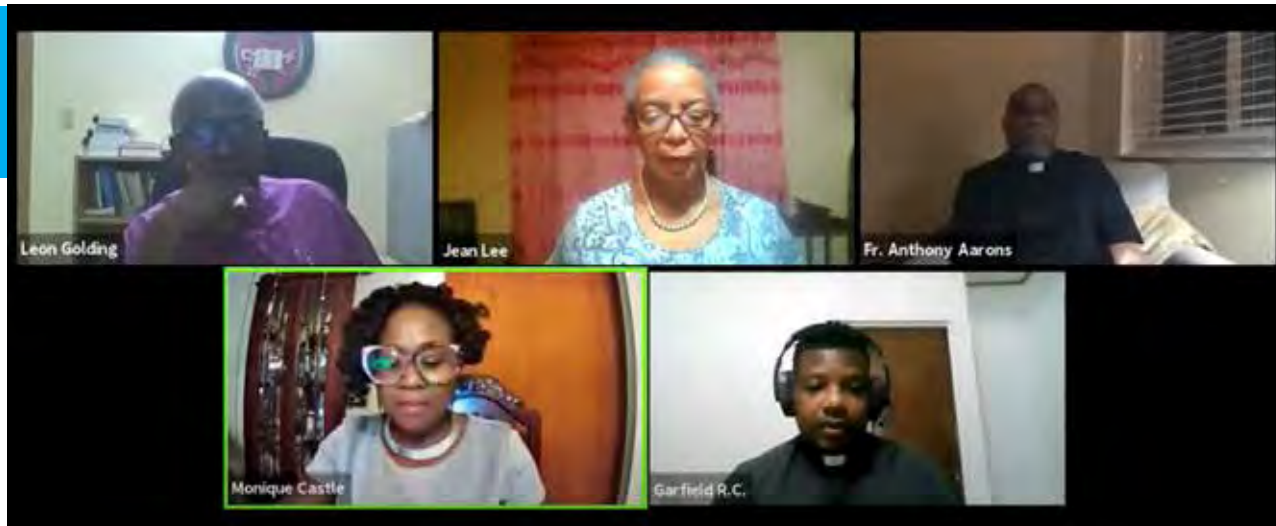 Leon Golding
Jean Lee
Fr. Anthony Aarons
Monique Castle
Garfield R.C.